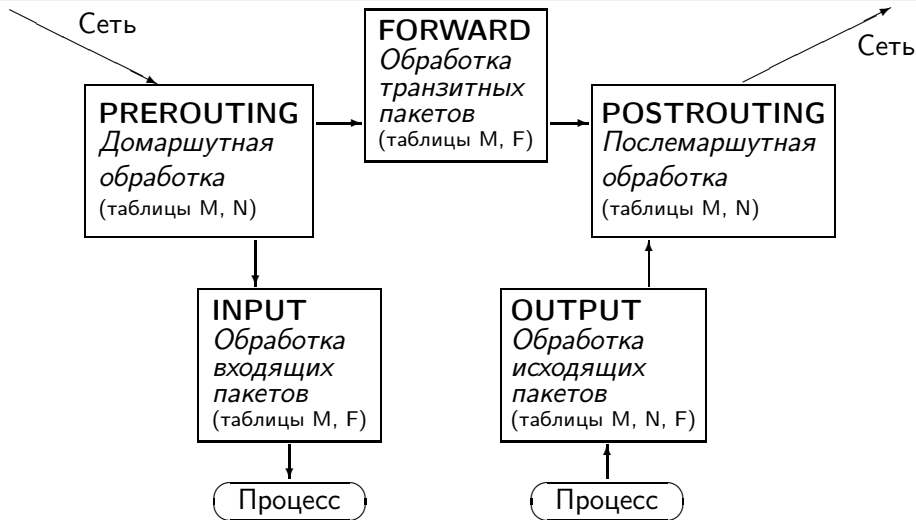 Сеть
FORWARD
Обработка
транзитных
пакетов
(таблицы M, F)
Сеть
PREROUTING
Домаршутная
обработка
(таблицы M, N)
POSTROUTING
Послемаршутная
обработка
(таблицы M, N)
INPUT
Обработка
входящих
пакетов
(таблицы M, F)
OUTPUT
Обработка
исходящих
пакетов
(таблицы M, N, F)
Процесс
Процесс